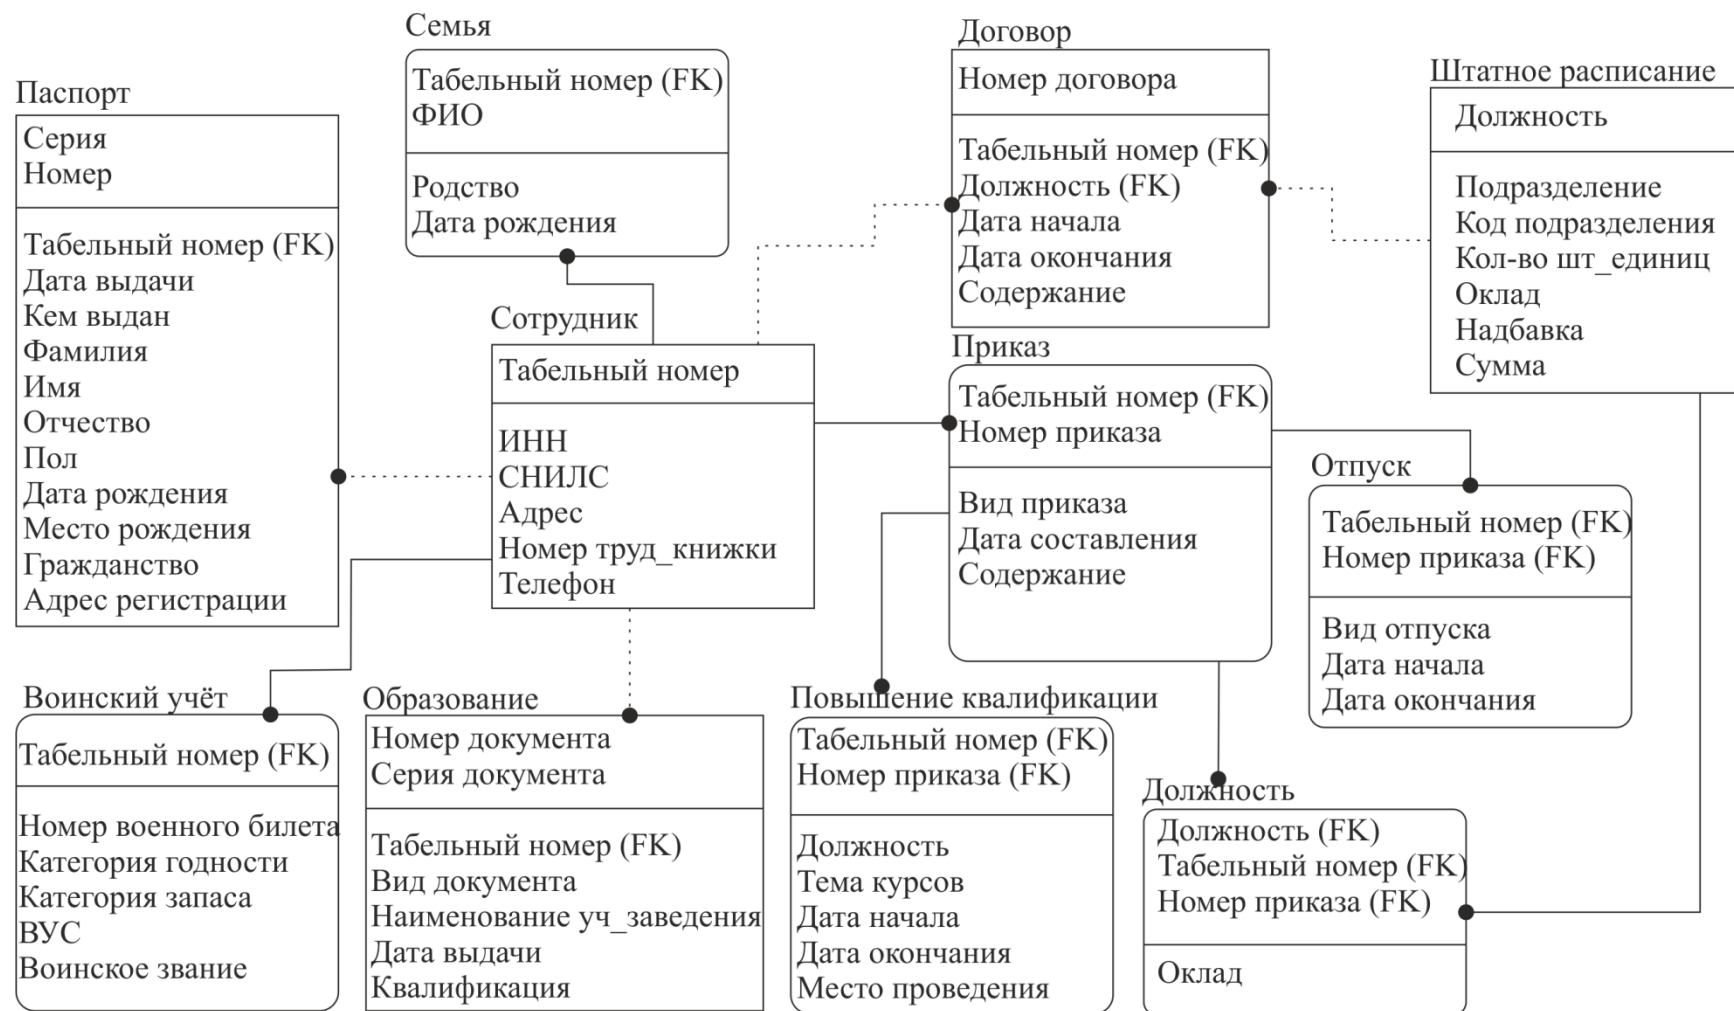 Паспорт
Серия
Номер
Табельный номер (FK)
Дата выдачи
Кем выдан
Фамилия
Имя
Отчество
Пол
Дата рождения
Место рождения
Гражданство
Адрес регистрации
Семья
Табельный номер (FK)
ФИО
Родство
Дата рождения
Договор
Номер договора
Табельный номер (FK)
Должность (FK)
Дата начала
Дата окончания
Содержание
Штатное расписание
Должность
Подразделение
Код подразделения
Кол-во шт_единиц
Оклад
Надбавка
Сумма
Сотрудник
Табельный номер
ИНН
СНИЛС
Адрес
Номер труд_книжки
Телефон
Приказ
Табельный номер (FK)
Номер приказа
Вид приказа
Дата составления
Содержание
Отпуск
Табельный номер (FK)
Номер приказа (FK)
Вид отпуска
Дата начала
Дата окончания
Воинский учёт
Табельный номер (FK)
Номер военного билета
Категория годности
Категория запаса
ВУС
Воинское звание
Образование
Номер документа
Серия документа
Табельный номер (FK)
Вид документа
Наименование уч_заведения
Дата выдачи
Квалификация
Повышение квалификации
Табельный номер (FK)
Номер приказа (FK)
Должность
Тема курсов
Дата начала
Дата окончания
Место проведения
Должность
Должность (FK)
Табельный номер (FK)
Номер приказа (FK)
Оклад